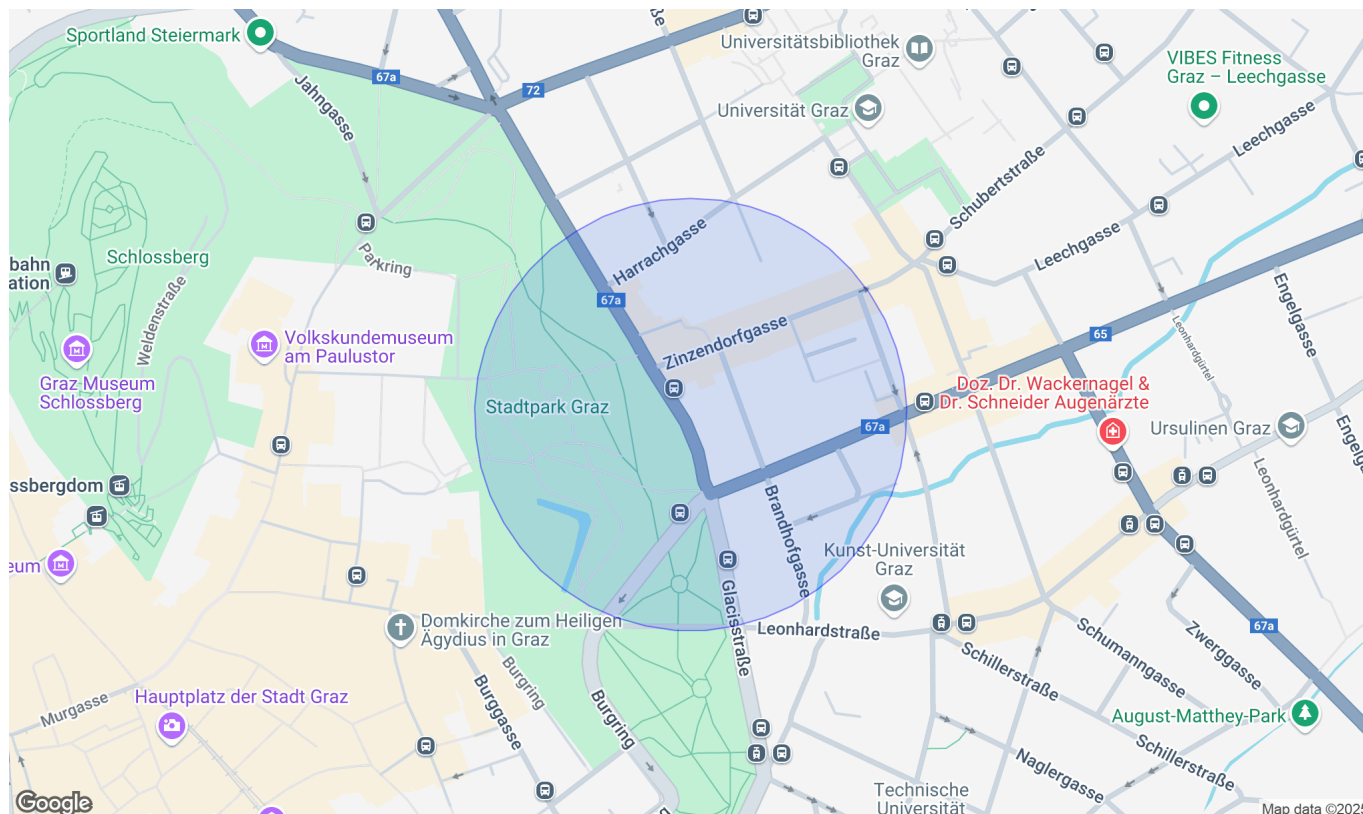 Sportland Steiermark
67a
72
Universitätsbibliothek
Graz
Universität Graz
VIBES Fitness
Graz – Leechgasse
Jahngasse
Leechgasse
Schubertstraße
Schlossberg
Parkring
Harrachgasse
Leechgasse
bahn
ation
Weldenstraße
67a
65
Engelgasse
Leonhardgürtel
Volkskundemuseum
am Paulustor
Zinzendorfgasse
Graz Museum
Schlossberg
Stadtpark Graz
67a
Doz. Dr. Wackernagel &
Dr. Schneider Augenärzte
Ursulinen Graz
Engelg
Leonhardgürtel
ssbergdom
Brandhofgasse
Kunst-Universität
Graz
eum
Glacisstraße
Domkirche zum Heiligen
Ägydius in Graz
Leonhardstraße
67a
Schumanngasse
Zwerggasse
Schillerstraße
Burgring
Burggasse
Burgring
Murgasse
Hauptplatz der Stadt Graz
August-Matthey-Park
Schillerstraße
Naglergasse
Technische
Universität
Google
Map data ©2025